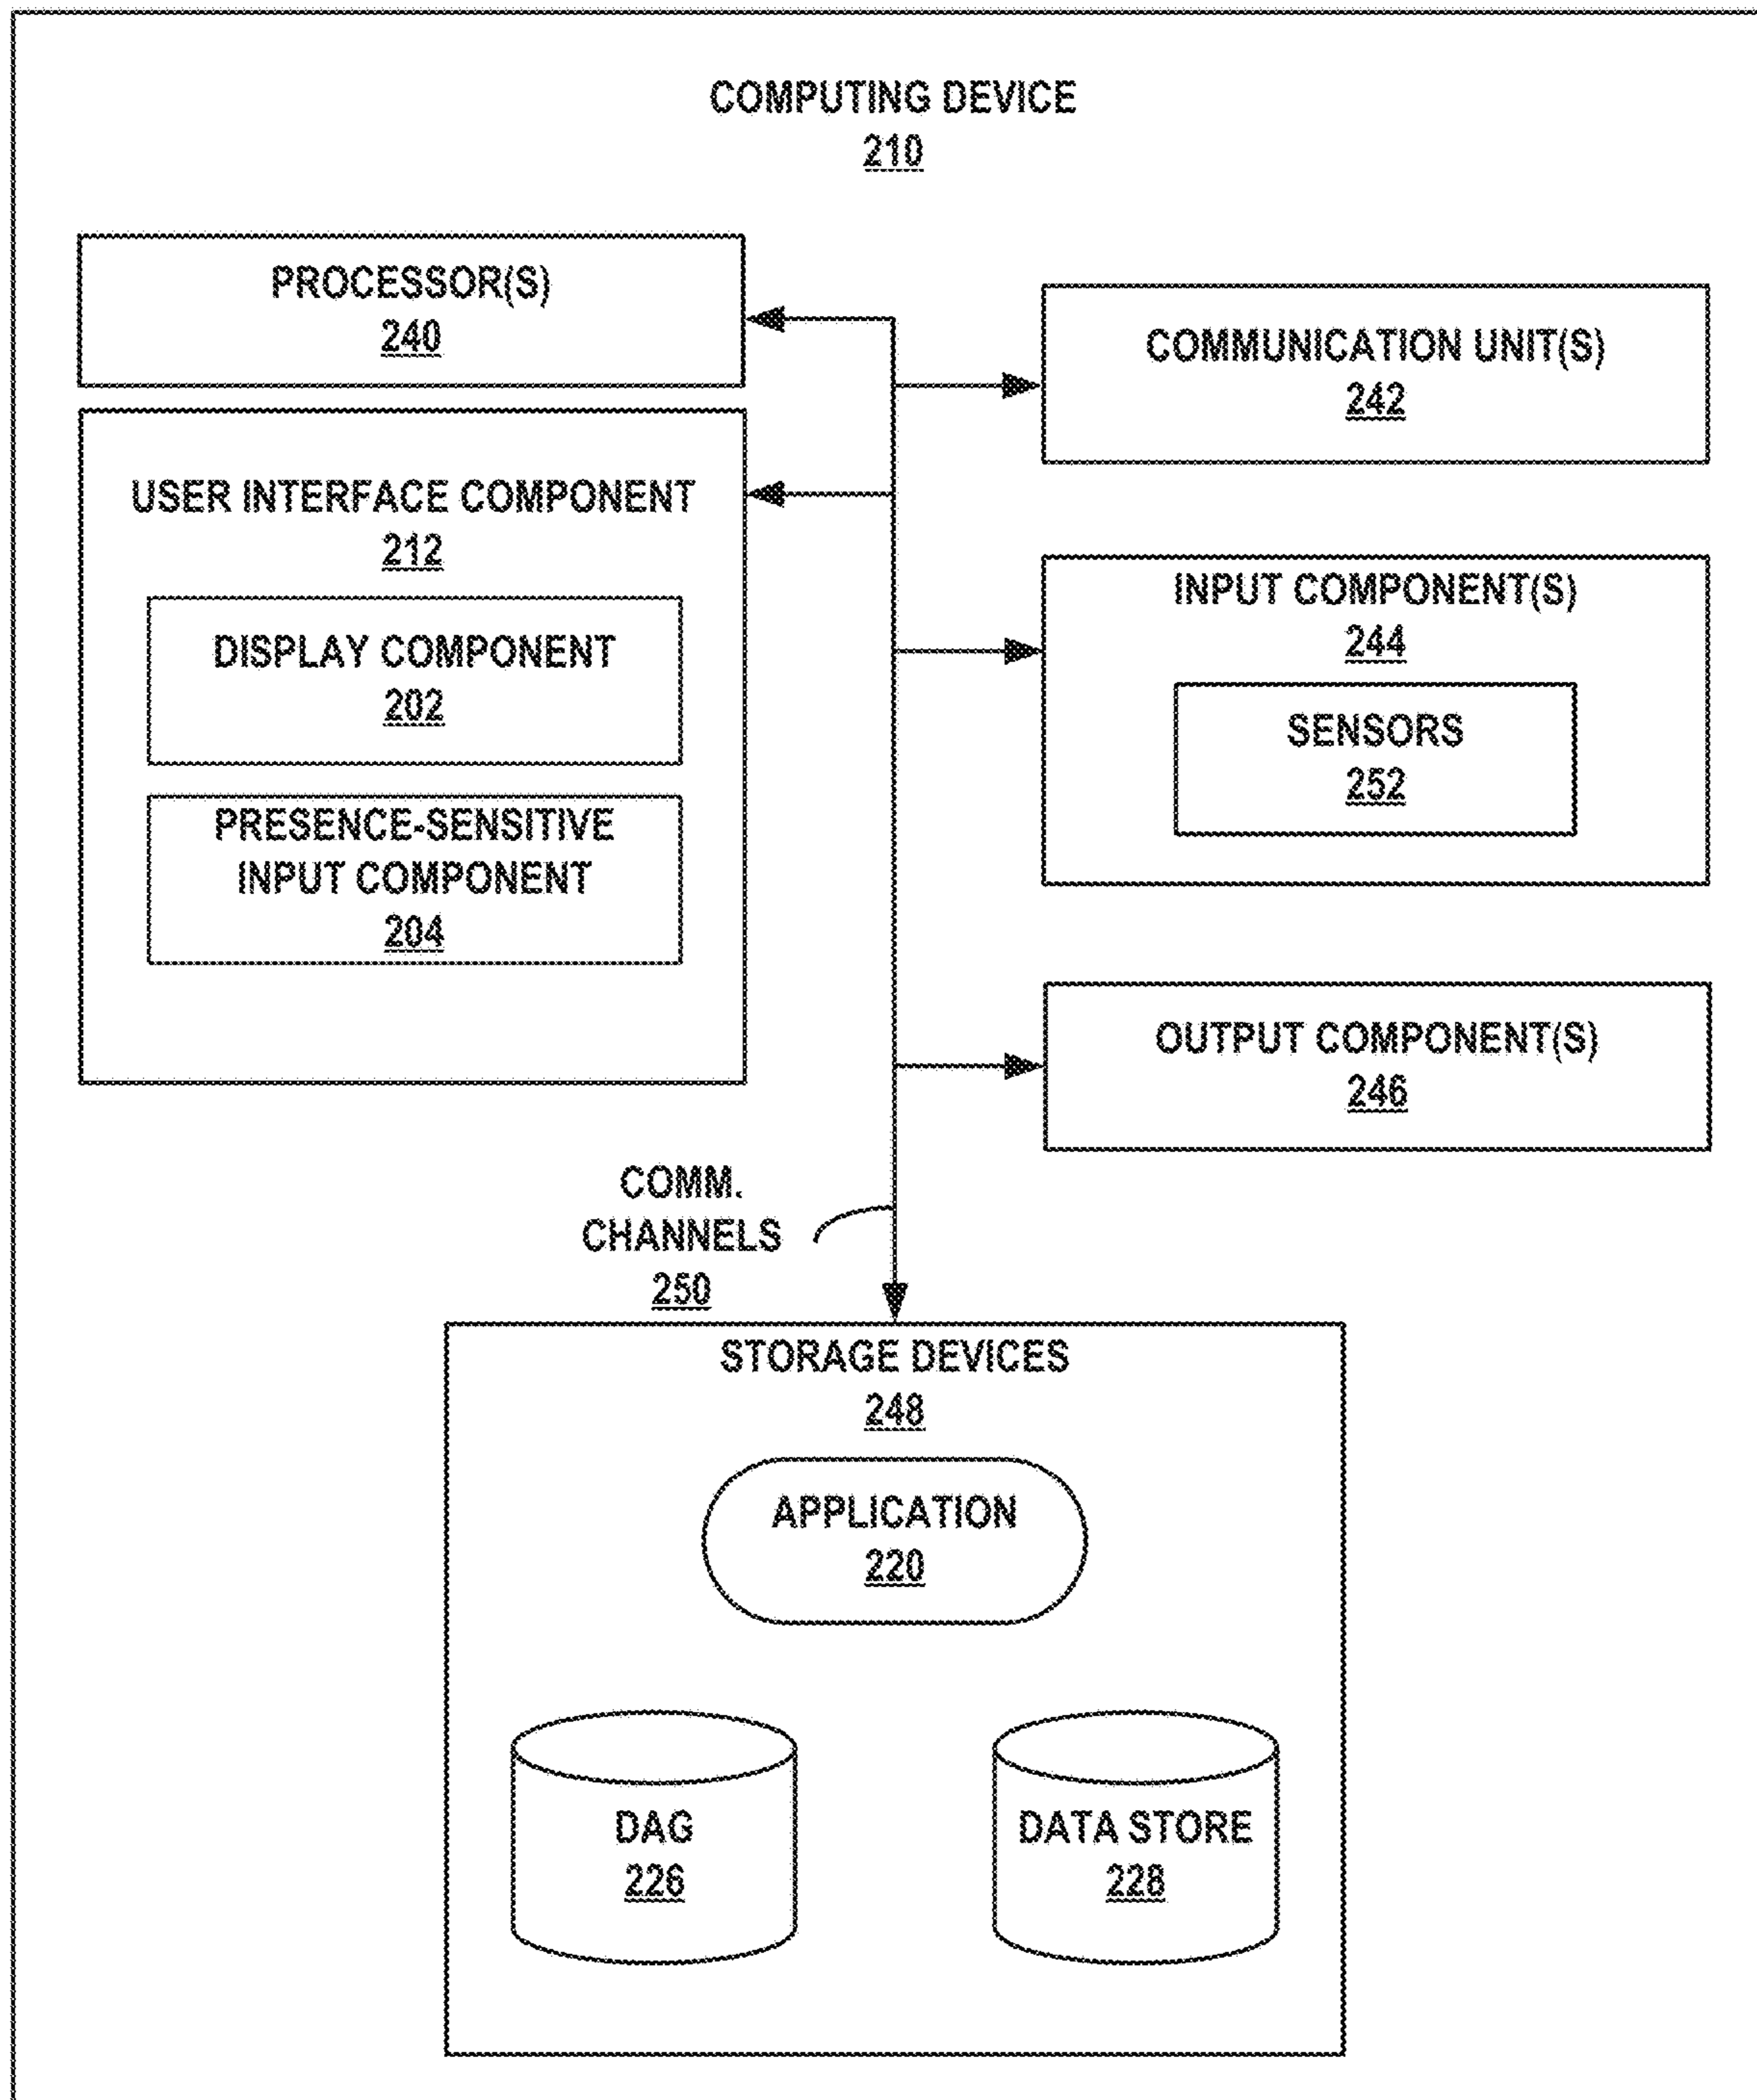 COMPUTING DEVICE
210
PROCESSOR(S)
240
COMMUNICATION UNIT(S)
242
USER INTERFACE COMPONENT
212
DISPLAY COMPONENT
202
PRESENCE-SENSITIVE
INPUT COMPONENT
204
INPUT COMPONENT(S)
244
SENSORS
252
OUTPUT COMPONENT(S)
246
COMM.
CHANNELS
250
STORAGE DEVICES
248
APPLICATION
220
DAG
226
DATA STORE
228